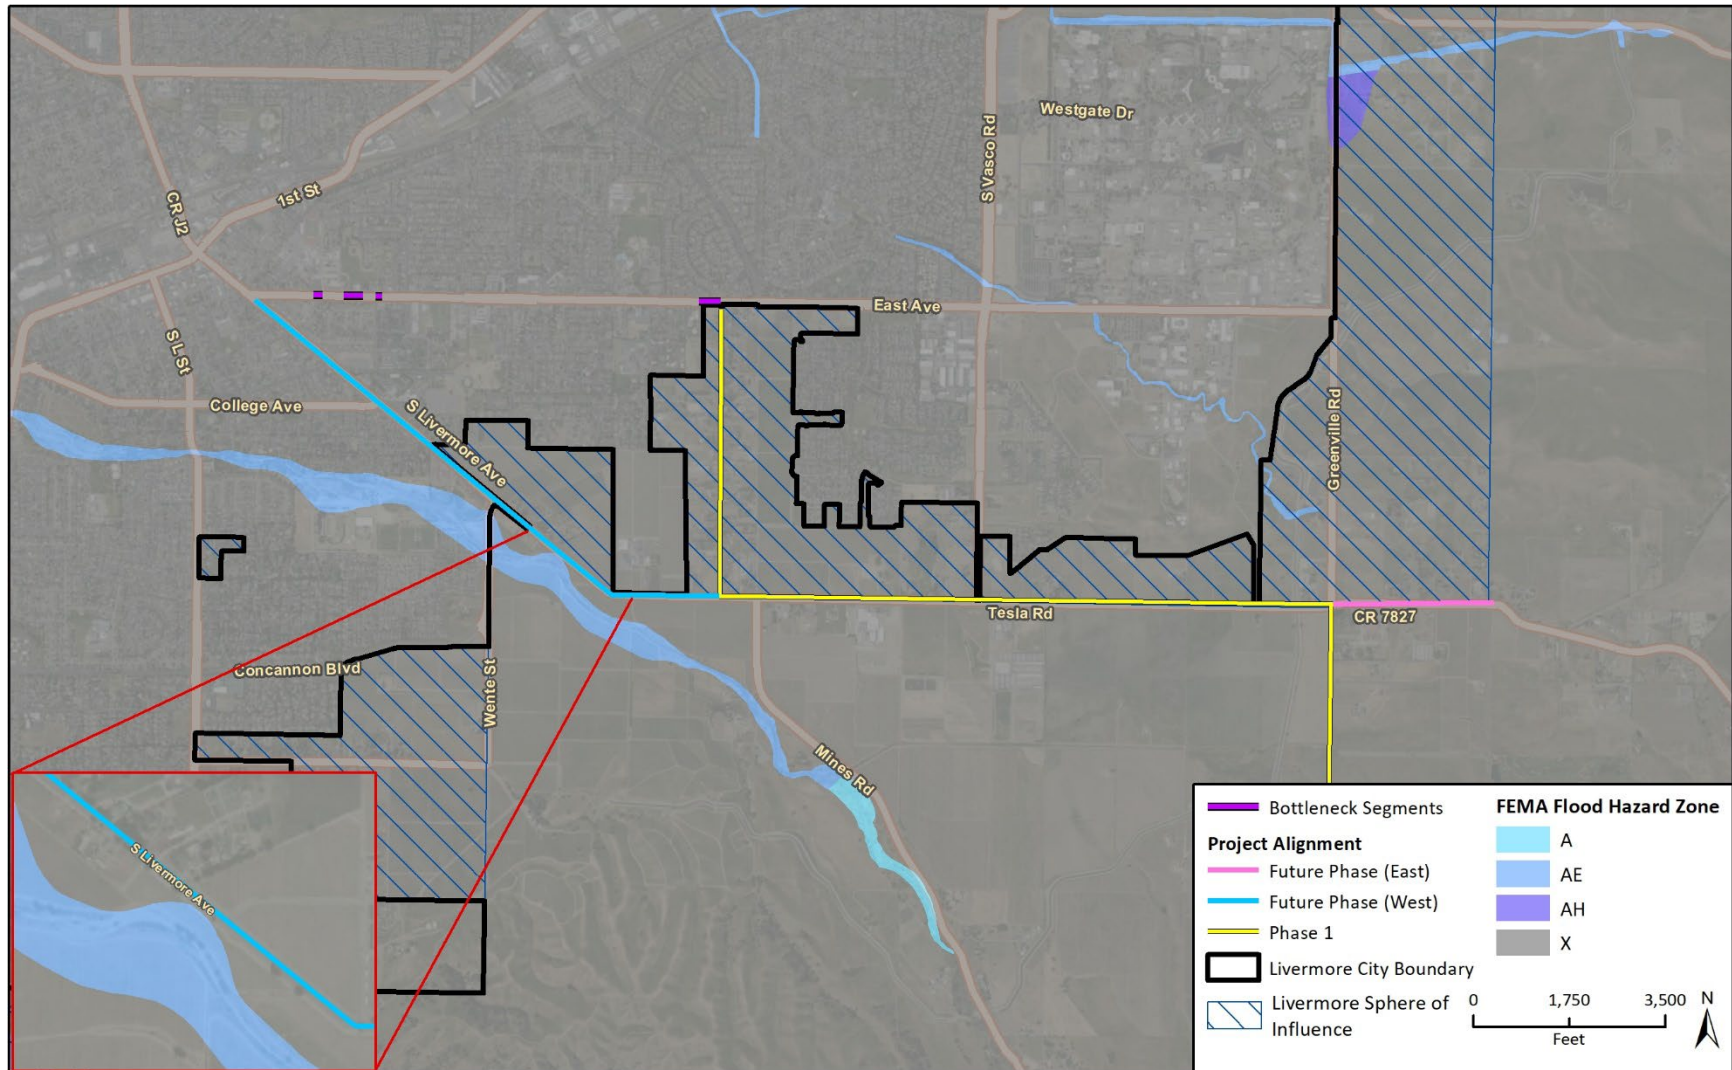 Westgate Dr
S Vasco Rd
1st St
CR J2
East Ave
S L St
College Ave
S Livermore Ave
Greenville Rd
Tesla Rd
CR 7827
Concannon Blvd
Wente St
Mines Rd
S Livermore Ave
Bottleneck Segments
Project Alignment
Future Phase (East)
Future Phase (West)
Phase 1
Livermore City Boundary
Livermore Sphere of
Influence
FEMA Flood Hazard Zone
A
AE
AH
X
0 1,750 3,500
Feet
N